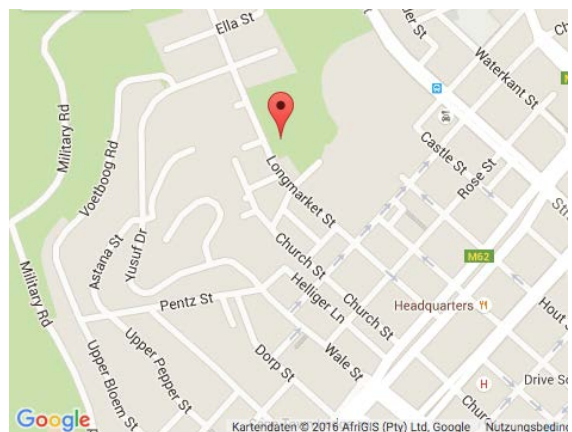 Ella St
Waterkant St
Military Rd
Voetboog Rd
Castle St
Rose St
Longmarket St
Astana St
Yusuf Dr
Church St
M62
Military Rd
Pentz St
Helliger Ln
Church St
Headquarters
Hout S
Upper Bloem St
Upper Pepper St
Dorp St
Wale St
H
Drive So
Church
Google
Kartendaten © 2016 AfriGIS (Pty) Ltd, Google Nutzungsbedin